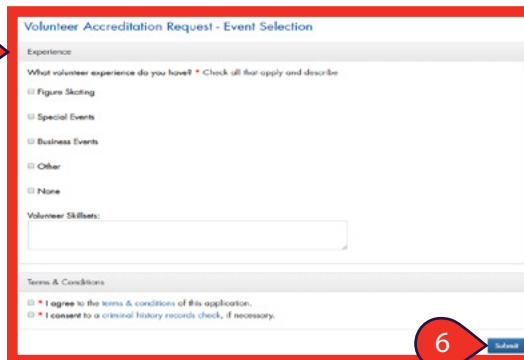 Volunteer Accreditation Request - Event Selection
Experience
What volunteer experience do you have? * Check all that apply and describe
Figure Skating
Special Events
Business Events
Other
None
Volunteer Skillsets:
Terms & Conditions
* I agree to the terms & conditions of this application.
* I consent to a criminal history records check, if necessary.
6
Submit